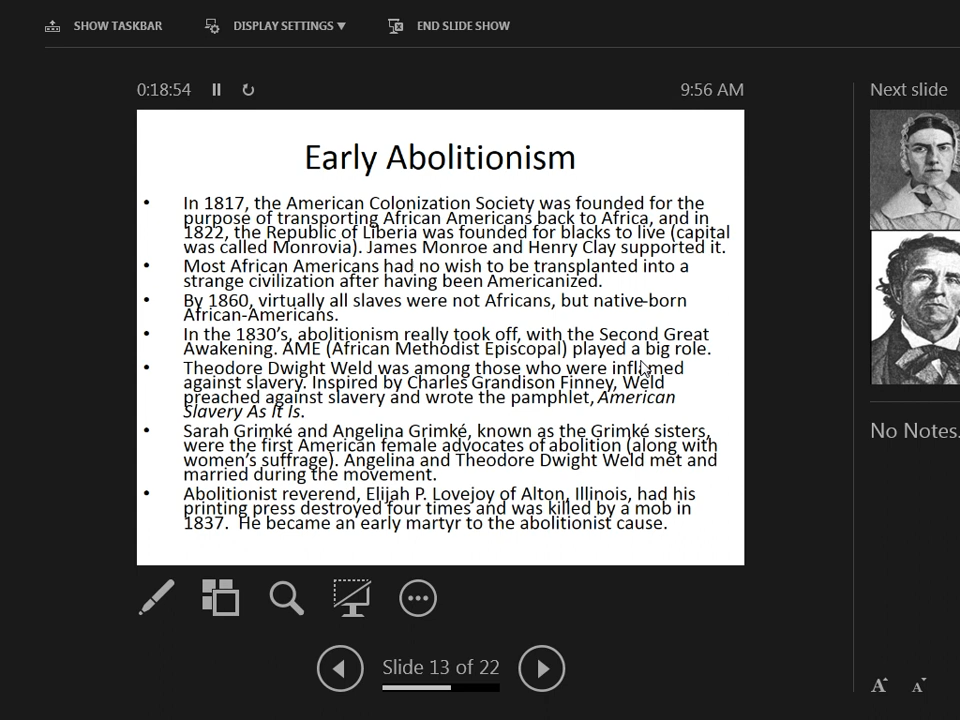 SHOW TASKBAR
DISPLAY SETTINGS ▼
END SLIDE SHOW
0:18:54
9:56 AM
Next slide
Early Abolitionism
• In 1817, the American Colonization Society was founded for the
purpose of transporting African Americans back to Africa, and in
1822, the Republic of Liberia was founded for blacks to live (capital
was called Monrovia). James Monroe and Henry Clay supported it.
• Most African Americans had no wish to be transplanted into a
strange civilization after having been Americanized.
• By 1860, virtually all slaves were not Africans, but native-born
African-Americans.
• In the 1830's, abolitionism really took off, with the Second Great
Awakening. AME (African Methodist Episcopal) played a big role.
• Theodore Dwight Weld was among those who were inflamed
against slavery. Inspired by Charles Grandison Finney, Weld
preached against slavery and wrote the pamphlet, American
Slavery As It Is.
• Sarah Grimké and Angelina Grimké, known as the Grimké sisters,
were the first American female advocates of abolition (along with
women's suffrage). Angelina and Theodore Dwight Weld met and
married during the movement.
• Abolitionist reverend, Elijah P. Lovejoy of Alton, Illinois, had his
printing press destroyed four times and was killed by a mob in
1837. He became an early martyr to the abolitionist cause.
No Notes.
Slide 13 of 22
A A